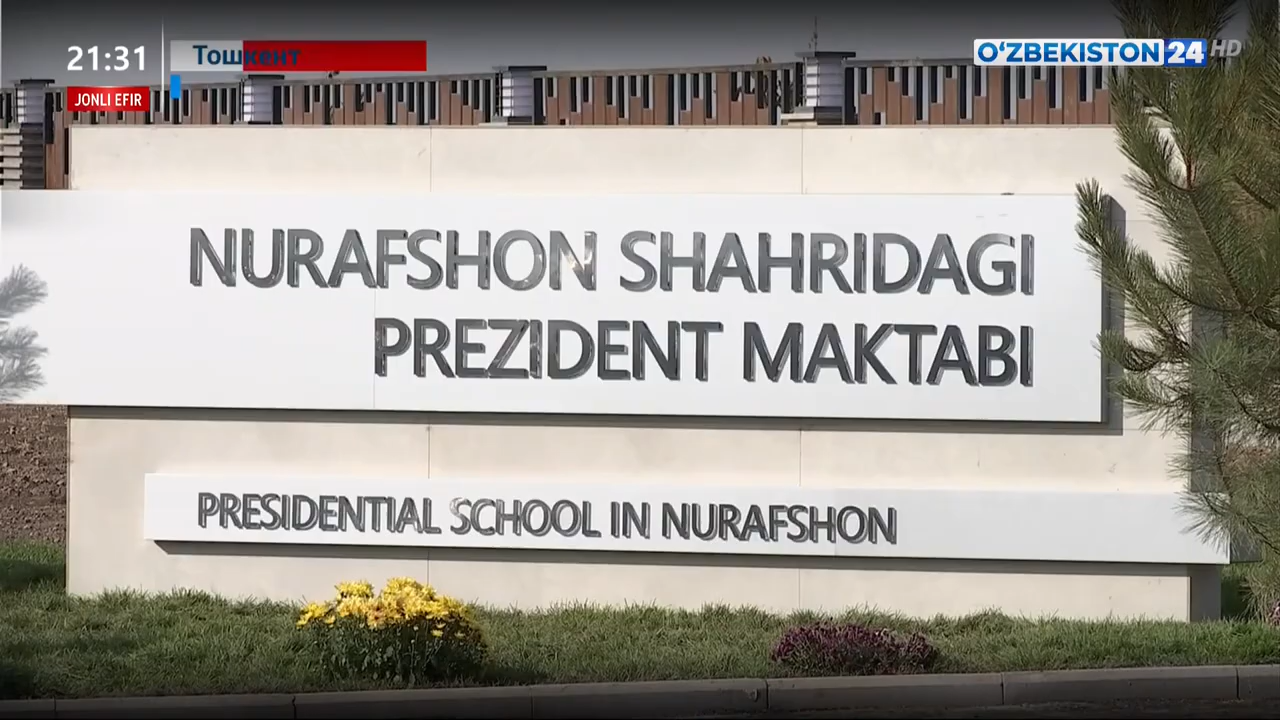 21:31
Тошкент
JONLI EFIR
O‘ZBEKISTON 24 HD
NURAFSHON SHAHRIDAGI
PREZIDENT MAKTABI
PRESIDENTIAL SCHOOL IN NURAFSHON